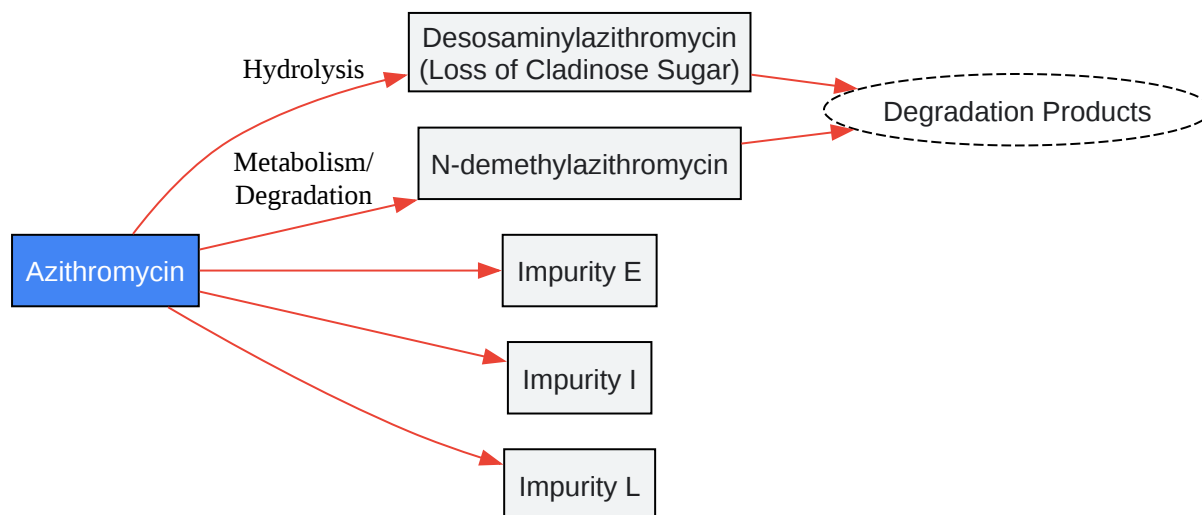 Desosaminylazithromycin
(Loss of Cladinose Sugar)
Hydrolysis
Degradation Products
Metabolism/
Degradation
N-demethylazithromycin
Azithromycin
Impurity E
Impurity I
Impurity L